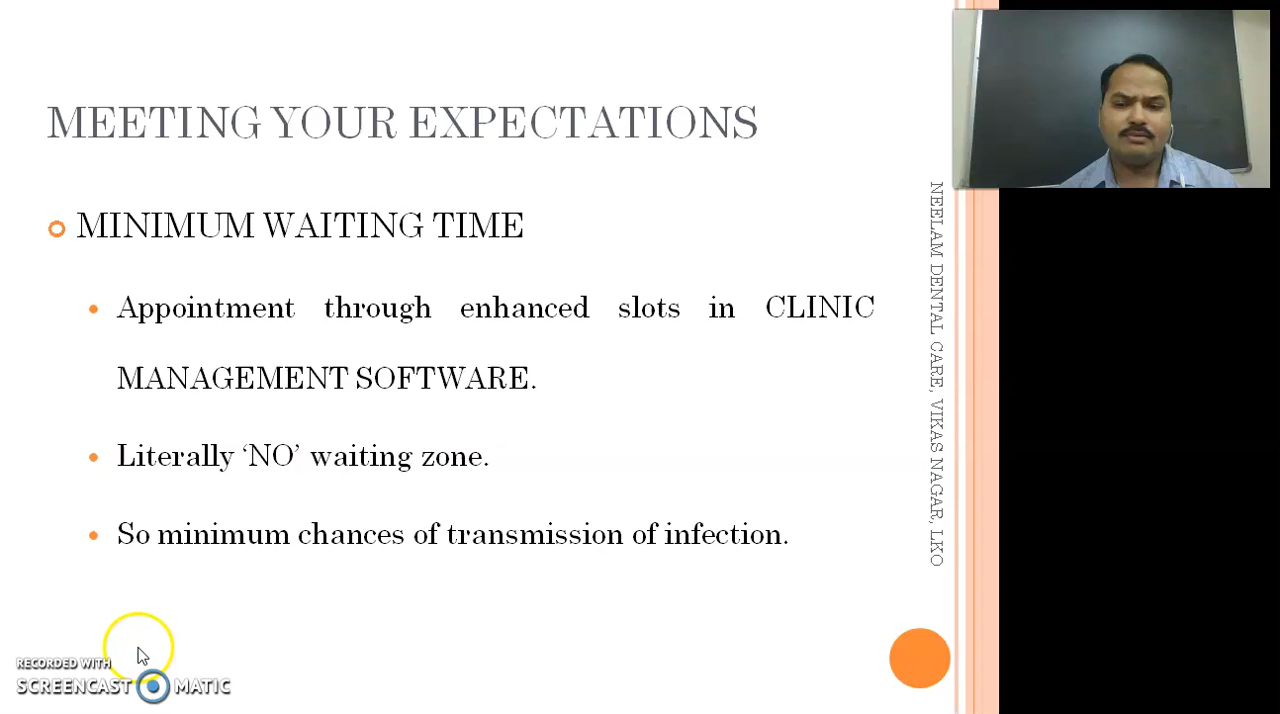 MEETING YOUR EXPECTATIONS
MINIMUM WAITING TIME
Appointment through enhanced slots in CLINIC
MANAGEMENT SOFTWARE.
Literally ‘NO’ waiting zone.
So minimum chances of transmission of infection.
NEELAM DENTAL CARE, VIKAS NAGAR, LKO
RECORDED WITH
SCREENCAST MATIC